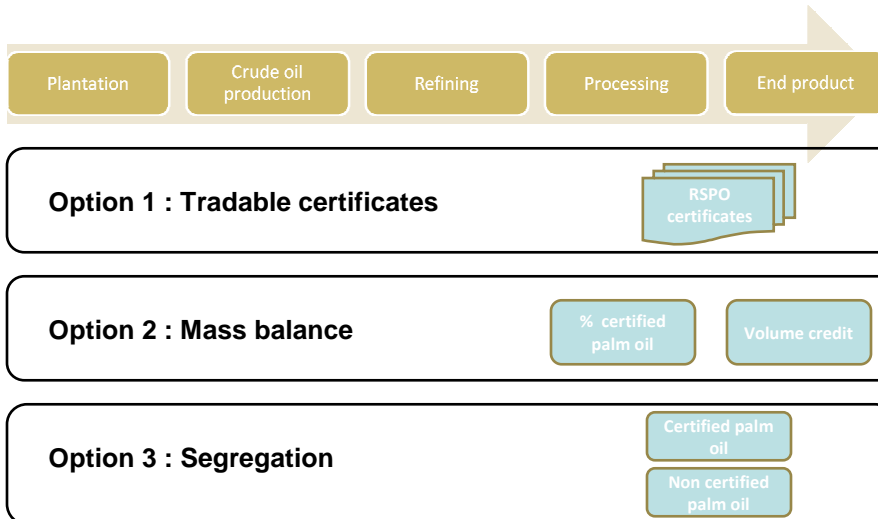 Plantation
Crude oil
production
Refining
Processing
End product
Option 1 : Tradable certificates
RSPO
certificates
Option 2 : Mass balance
% certified
palm oil
Volume credit
Option 3 : Segregation
Certified palm
oil
Non certified
palm oil